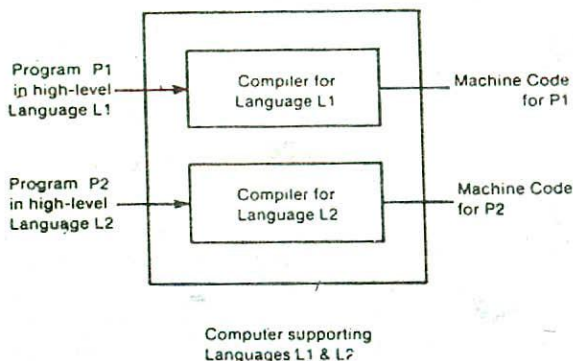 Program P1
in high-level
Language L1
Compiler for
Language L1
Machine Code
for P1
Program P2
in high-level
Language L2
Compiler for
Language L2
Machine Code
for P2
Computer supporting
Languages L1 & L2